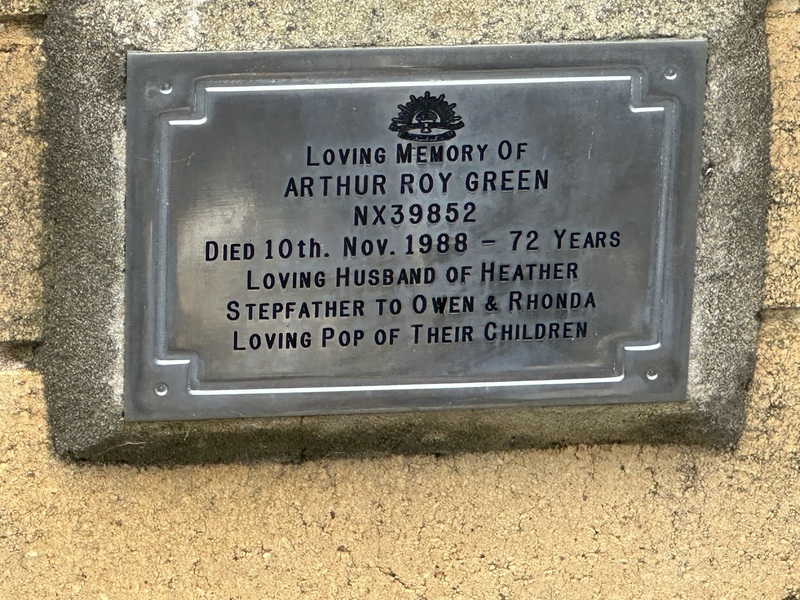 LOVING MEMORY OF
ARTHUR ROY GREEN
NX39852
DIED 10th. NOV. 1988 – 72 YEARS
LOVING HUSBAND OF HEATHER
STEPFATHER TO OWEN & RHONDA
LOVING POP OF THEIR CHILDREN